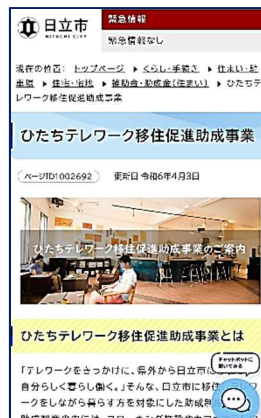 日立市
HITACHI CITY
緊急情報
緊急情報なし
現在の位置: トップページ ▶ くらし・手続き ▶ 住まい・駐
車場 ▶ 住宅・宅地 ▶ 補助金・助成金(住まい) ▶ ひたちテ
レワーク移住促進助成事業
ひたちテレワーク移住促進助成事業
ページID1002692 更新日 令和6年4月3日
ひたちテレワーク移住促進助成事業のご案内
ひたちテレワーク移住促進助成事業とは
「テレワークをきっかけに、県外から日立市に
自分らしく暮らし働く。」そんな、日立市に移住
ークをしながら暮らす方を対象にした助成制
チャットボットに
聞いてみる